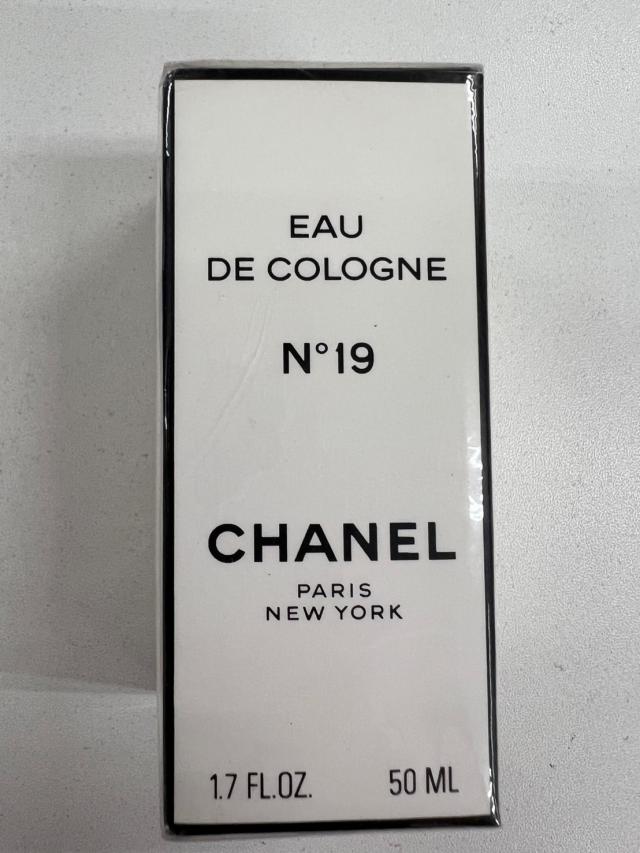 EAU
DE COLOGNE
N°19
CHANEL
PARIS
NEW YORK
1.7 FL.OZ. 50 ML